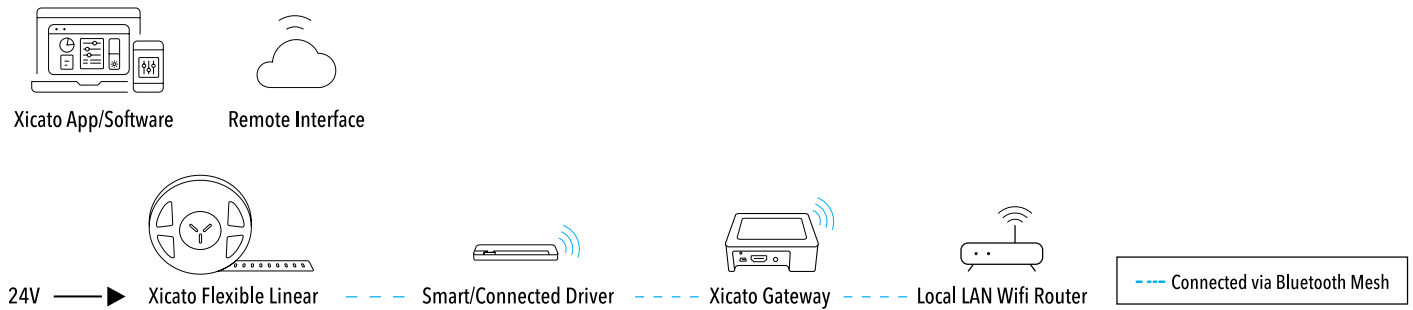 Xicato App/Software
Remote Interface
24V
Xicato Flexible Linear
Smart/Connected Driver
Xicato Gateway
Local LAN Wifi Router
Connected via Bluetooth Mesh